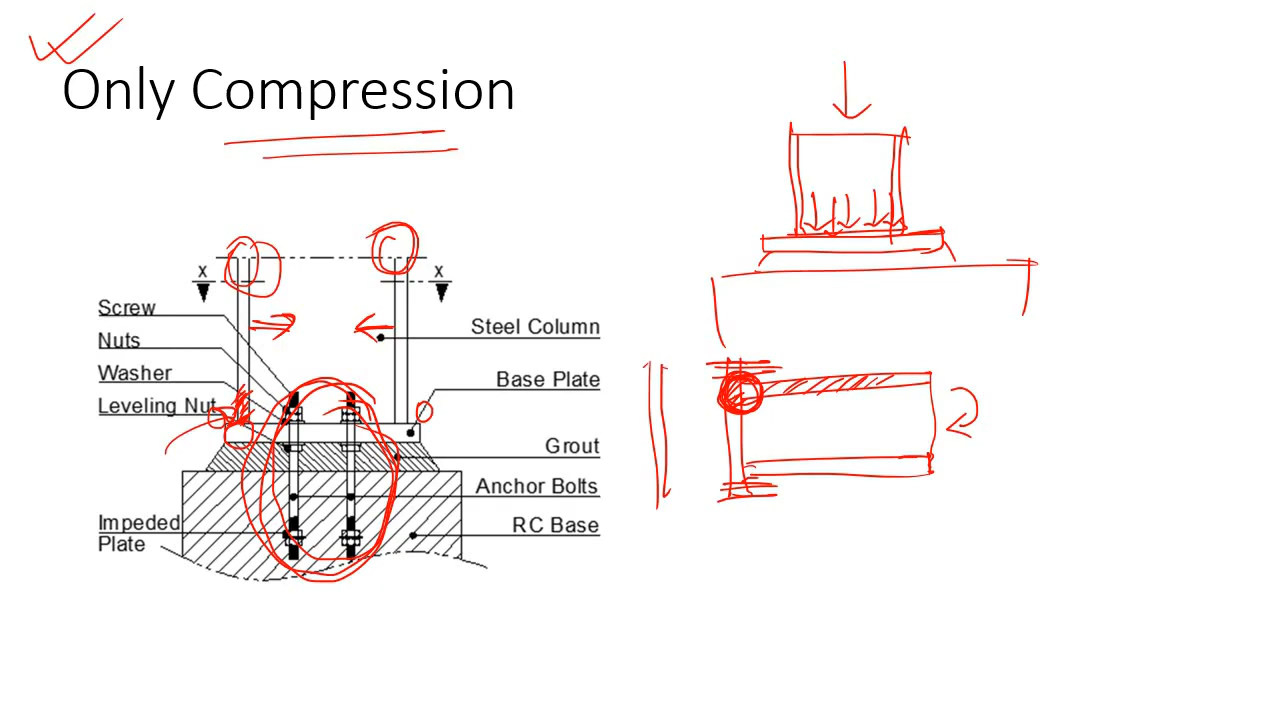 Only Compression
x x
Screw
Nuts
Washer
Leveling Nut
Impeded
Plate
Steel Column
Base Plate
Grout
Anchor Bolts
RC Base